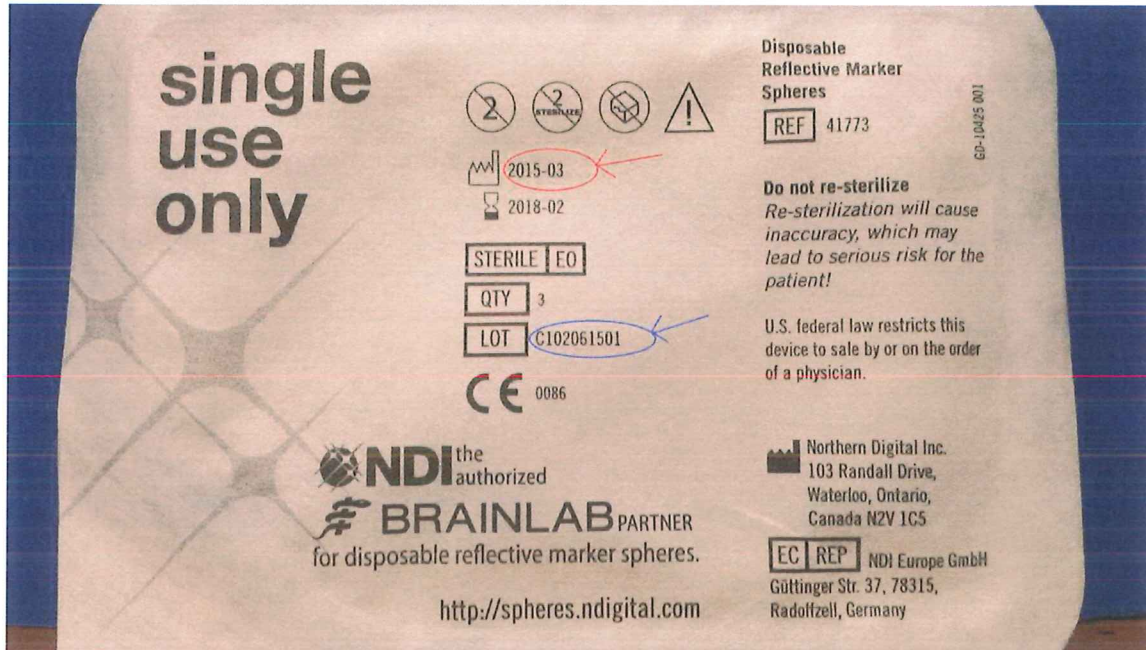 single
use
only
2
2
STERILIZE
!
2015-03
2018-02
STERILE EO
QTY 3
LOT C102061501
CE 0086
NDI the
authorized
BRAINLAB PARTNER
for disposable reflective marker spheres.
http://spheres.ndigital.com
Disposable
Reflective Marker
Spheres
REF 41773
GD-10425 001
Do not re-sterilize
Re-sterilization will cause
inaccuracy, which may
lead to serious risk for the
patient!
U.S. federal law restricts this
device to sale by or on the order
of a physician.
Northern Digital Inc.
103 Randall Drive,
Waterloo, Ontario,
Canada N2V 1C5
EC REP NDI Europe GmbH
Güttinger Str. 37, 78315,
Radolfzell, Germany